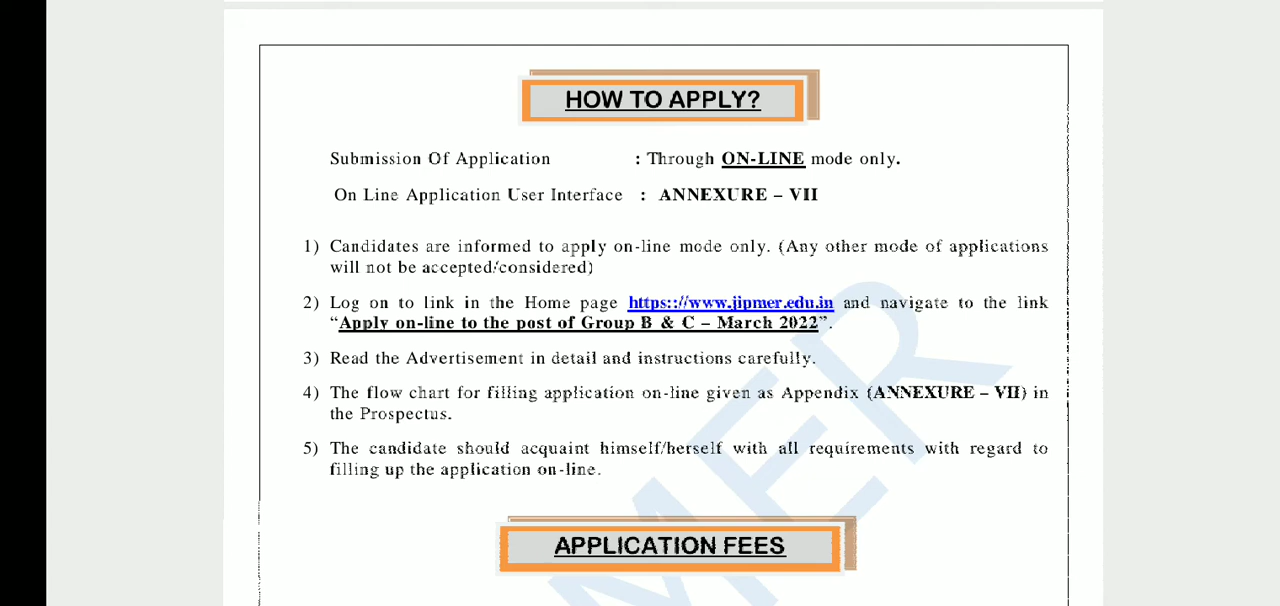 HOW TO APPLY?
Submission Of Application : Through ON-LINE mode only.
On Line Application User Interface : ANNEXURE – VII
1) Candidates are informed to apply on-line mode only. (Any other mode of applications
will not be accepted/considered)
2) Log on to link in the Home page https:://www.jipmer.edu.in and navigate to the link
“Apply on-line to the post of Group B & C – March 2022”.
3) Read the Advertisement in detail and instructions carefully.
4) The flow chart for filling application on-line given as Appendix (ANNEXURE – VII) in
the Prospectus.
5) The candidate should acquaint himself/herself with all requirements with regard to
filling up the application on-line.
APPLICATION FEES